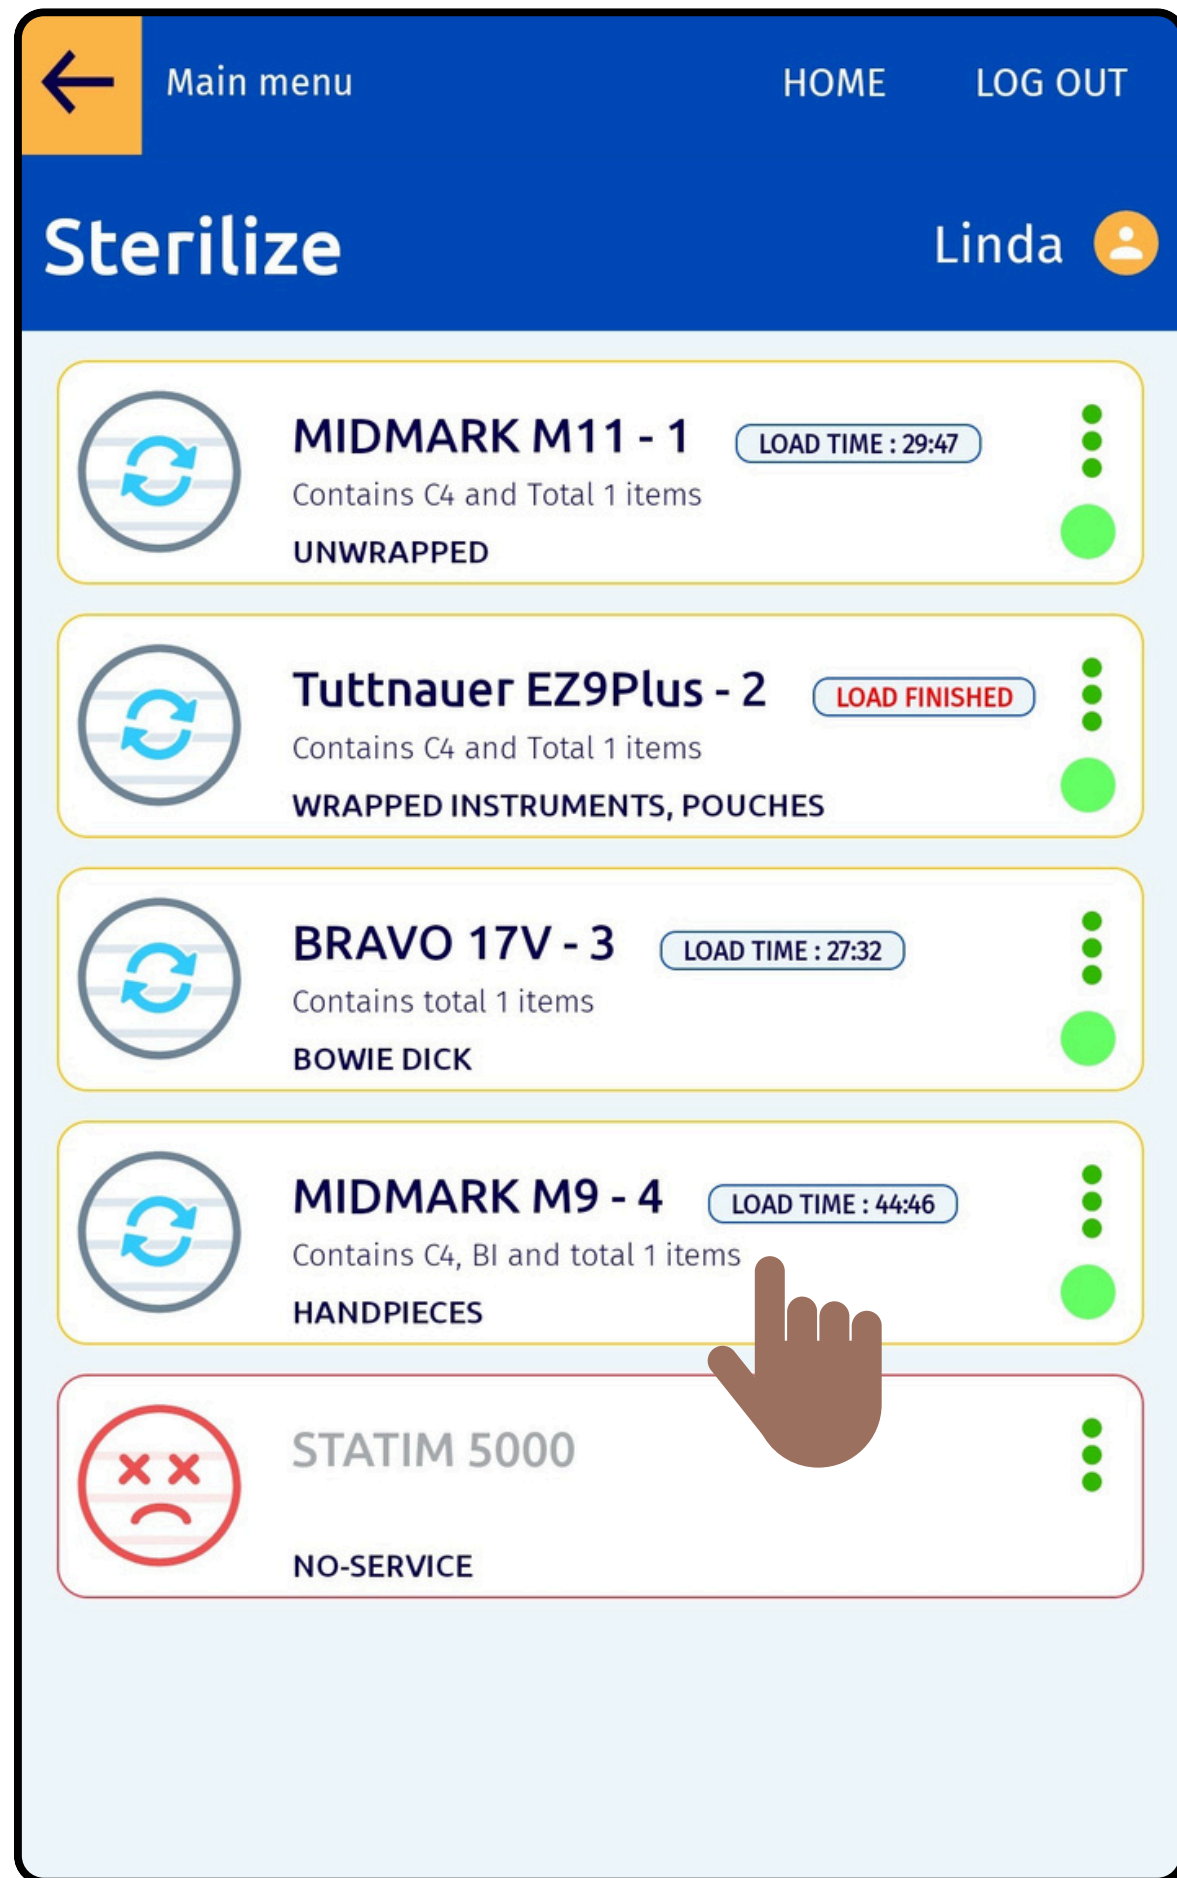 Main menu HOME LOG OUT
Sterilize Linda
MIDMARK M11 - 1 LOAD TIME : 29:47
Contains C4 and Total 1 items
UNWRAPPED
Tuttnauer EZ9Plus - 2 LOAD FINISHED
Contains C4 and Total 1 items
WRAPPED INSTRUMENTS, POUCHES
BRAVO 17V - 3 LOAD TIME : 27:32
Contains total 1 items
BOWIE DICK
MIDMARK M9 - 4 LOAD TIME : 44:46
Contains C4, BI and total 1 items
HANDPIECES
STATIM 5000
NO-SERVICE